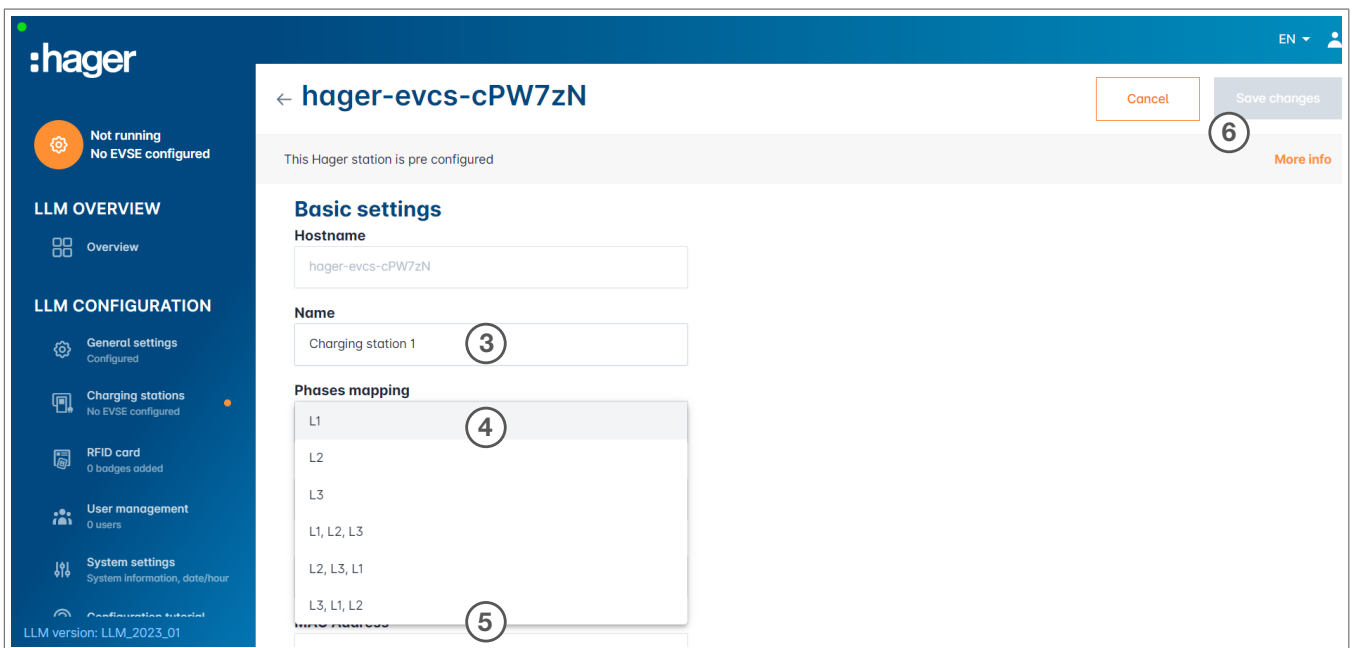 :hager
EN
← hager-evcs-cPW7zN
Cancel
Save changes
6
Not running
No EVSE configured
This Hager station is pre configured
More info
LLM OVERVIEW
Overview
LLM CONFIGURATION
General settings
Configured
Charging stations
No EVSE configured
RFID card
0 badges added
User management
0 users
System settings
System information, date/hour
Configuration tutorial
LLM version: LLM_2023_01
Basic settings
Hostname
hager-evcs-cPW7zN
Name
Charging station 1
3
Phases mapping
L1
4
L2
L3
L1, L2, L3
L2, L3, L1
L3, L1, L2
5
MAC Address